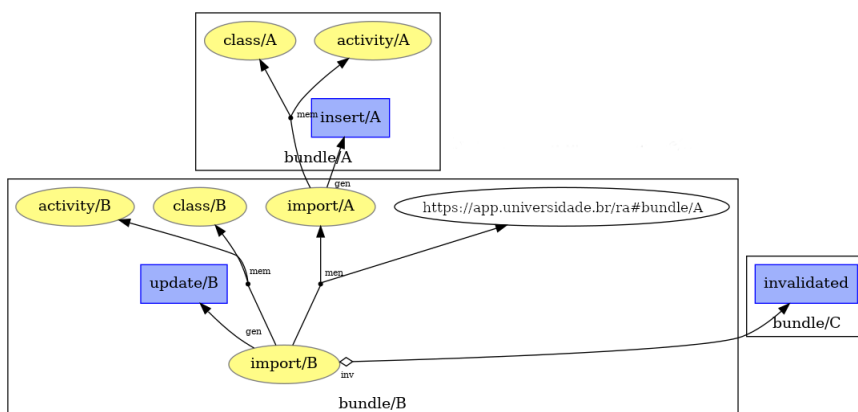 class/A
activity/A
mem
insert/A
bundle/A
gen
activity/B
class/B
import/A
https://app.universidade.br/ra#bundle/A
mem
men
update/B
invalidated
bundle/C
gen
import/B
inv
bundle/B